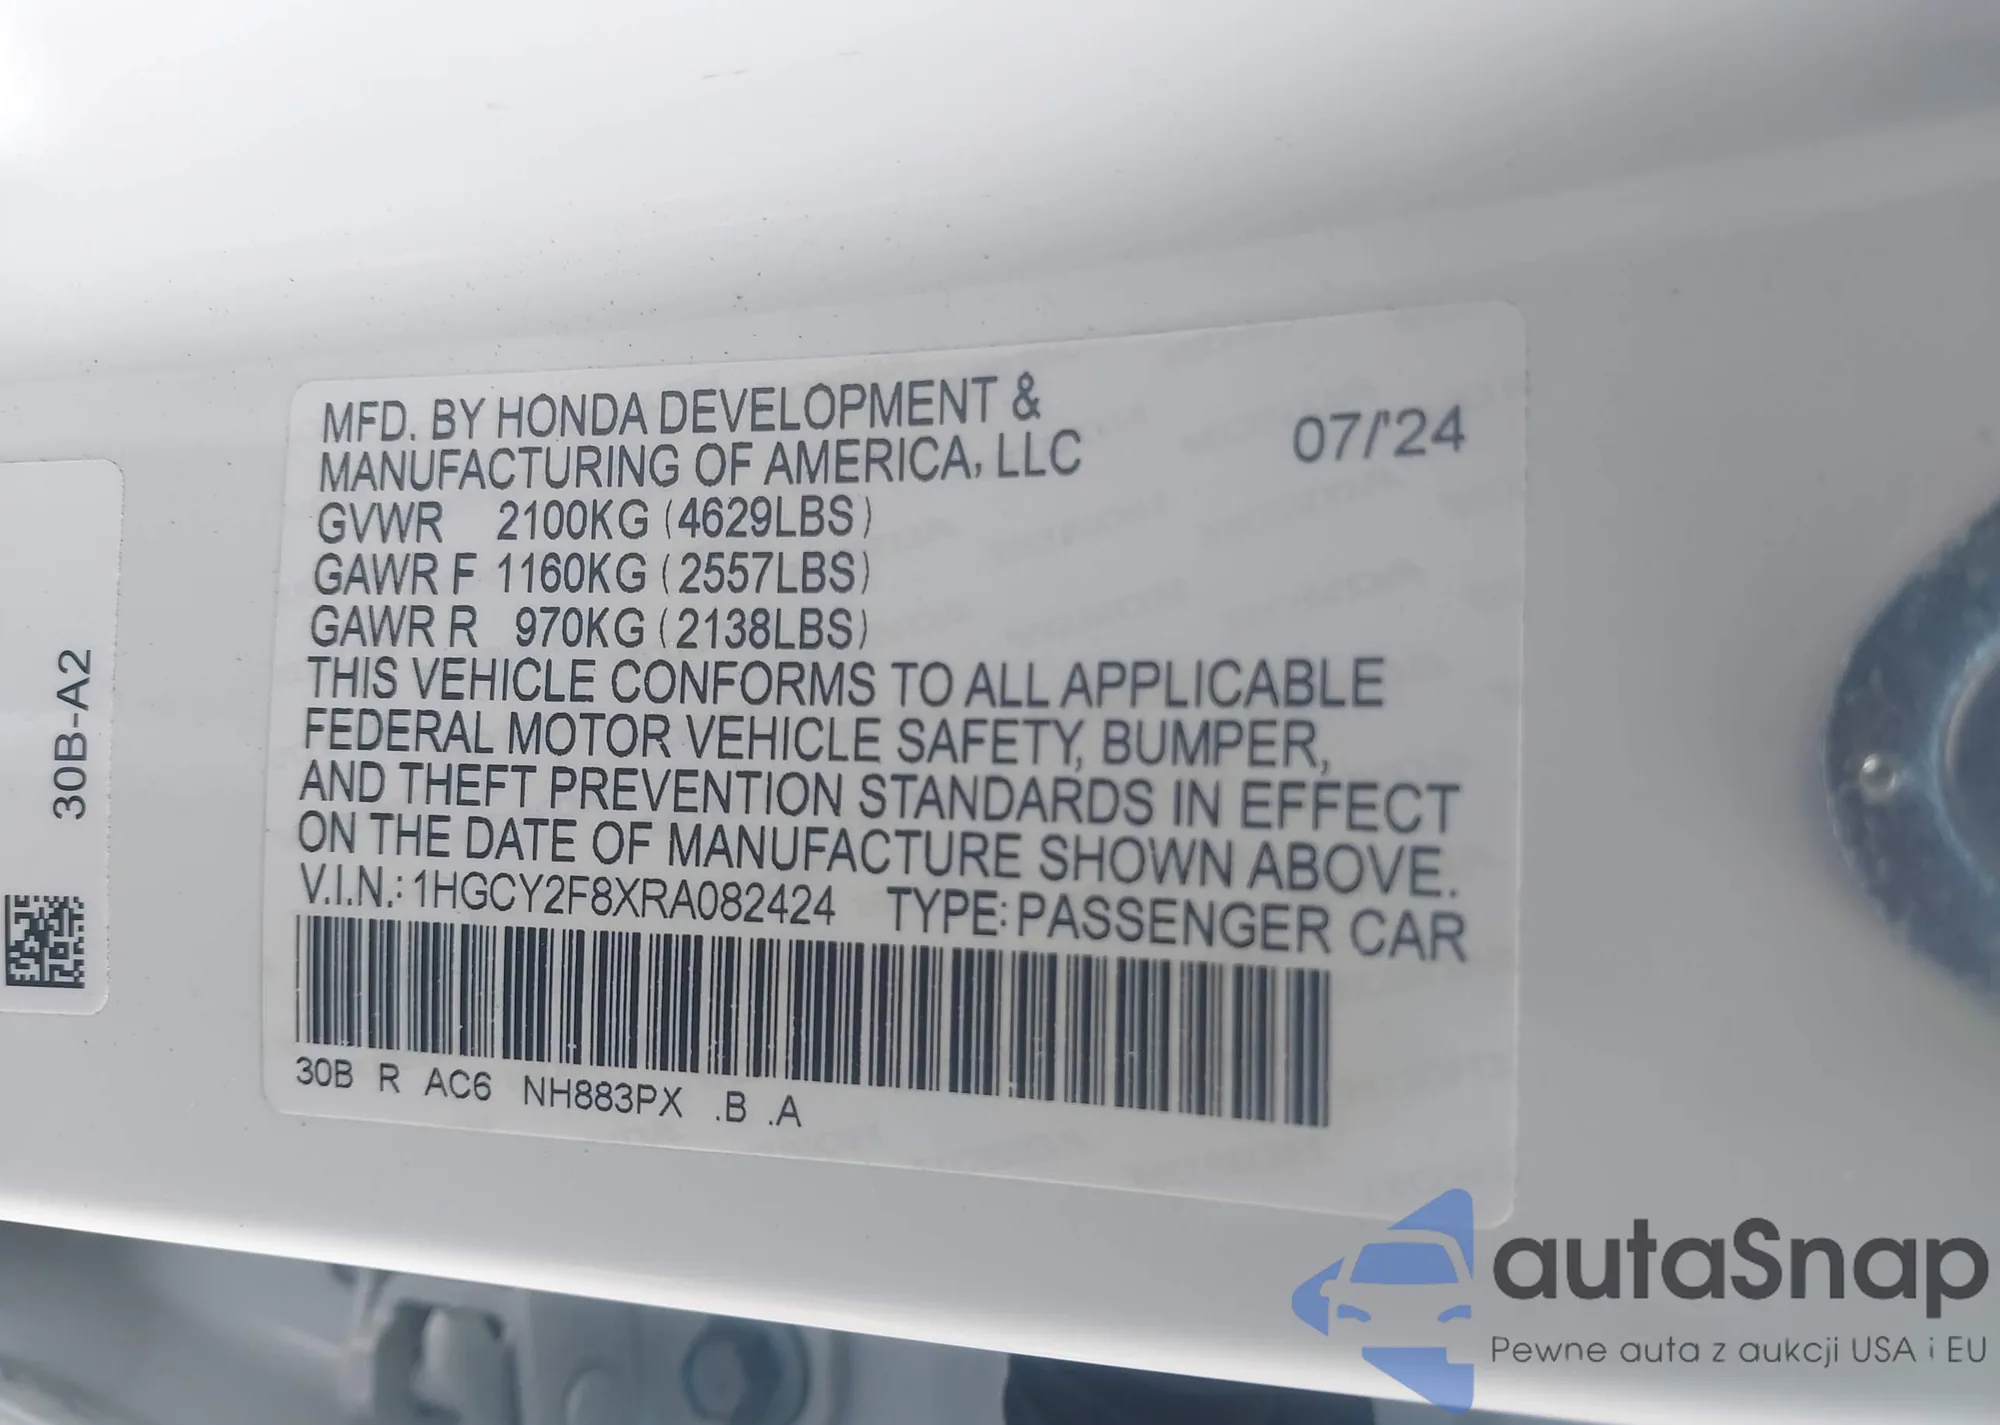 MFD. BY HONDA DEVELOPMENT &
MANUFACTURING OF AMERICA, LLC
07/'24
GVWR 2100KG (4629LBS)
GAWR F 1160KG (2557LBS)
GAWR R 970KG (2138LBS)
THIS VEHICLE CONFORMS TO ALL APPLICABLE
FEDERAL MOTOR VEHICLE SAFETY, BUMPER,
AND THEFT PREVENTION STANDARDS IN EFFECT
ON THE DATE OF MANUFACTURE SHOWN ABOVE.
V.I.N.: 1HGCY2F8XRA082424 TYPE: PASSENGER CAR
30B R AC6 NH883PX .B .A
30B-A2
autaSnap
Pewne auta z aukcji USA i EU